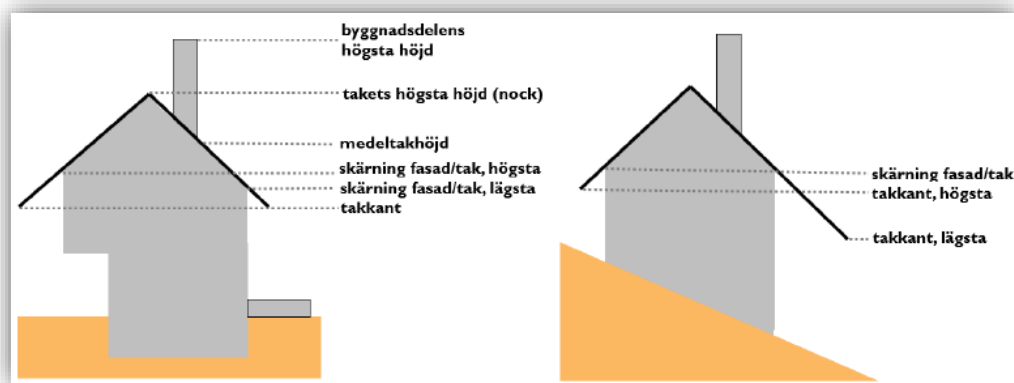 byggnadsdelens
högsta höjd
takets högsta höjd (nock)
medeltakhöjd
skärning fasad/tak, högsta
skärning fasad/tak, lägsta
takkant
skärning fasad/tak
takkant, högsta
takkant, lägsta